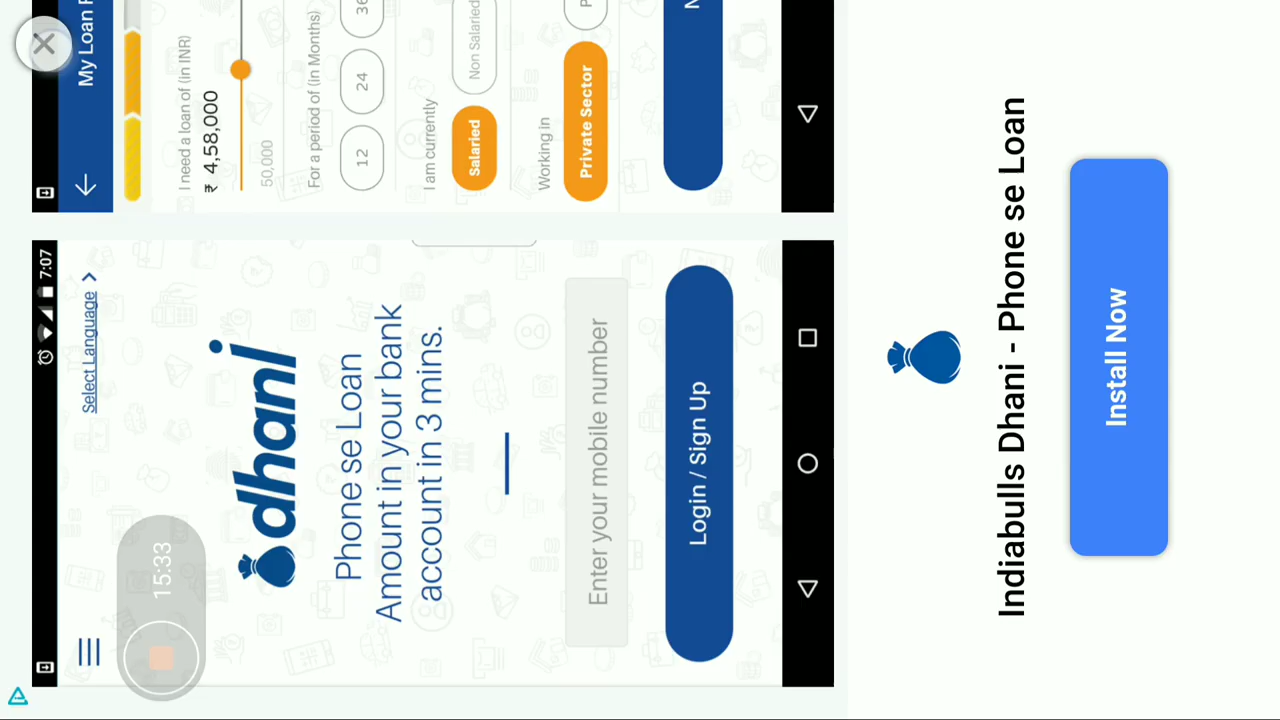 7:07
Select Language >
dhani
Phone se Loan
Amount in your bank
account in 3 mins.
Enter your mobile number
Login / Sign Up
15:33
My Loan
I need a loan of (in INR)
₹ 4,58,000
50,000
For a period of (in Months)
12 24 36
I am currently
Salaried Non Salaried
Working in
Private Sector
Indiabulls Dhani - Phone se Loan
Install Now